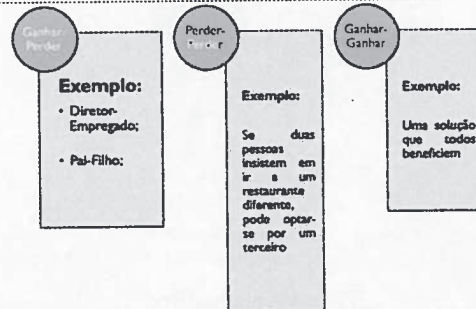 Ganhar-
Perder
Exemplo:
• Diretor-
Empregado;
• Pai-Filho;
Perder-
Perder
Exemplo:
Se duas
pessoas
insistem em
ir a um
restaurante
diferente,
pode optar-
se por um
terceiro
Ganhar-
Ganhar
Exemplo:
Uma solução
que todos
beneficiem